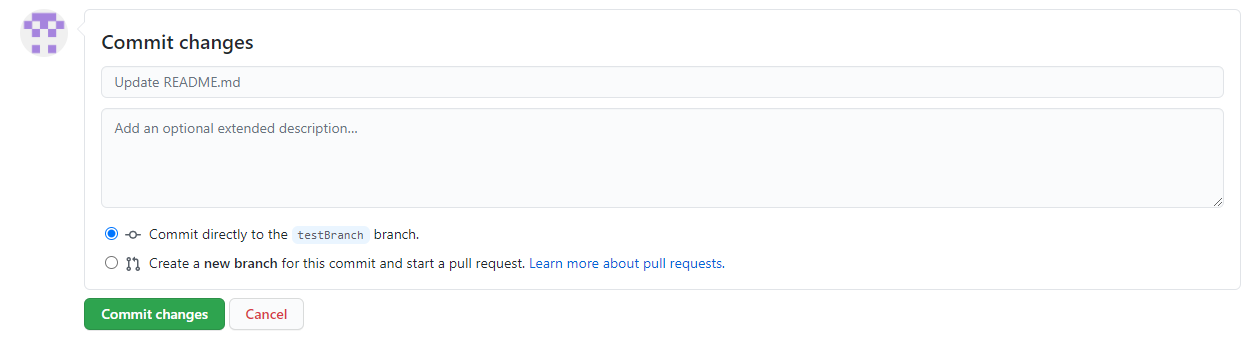 Commit changes
Update README.md
Add an optional extended description...
Commit directly to the testBranch branch.
Create a new branch for this commit and start a pull request. Learn more about pull requests.
Commit changes Cancel